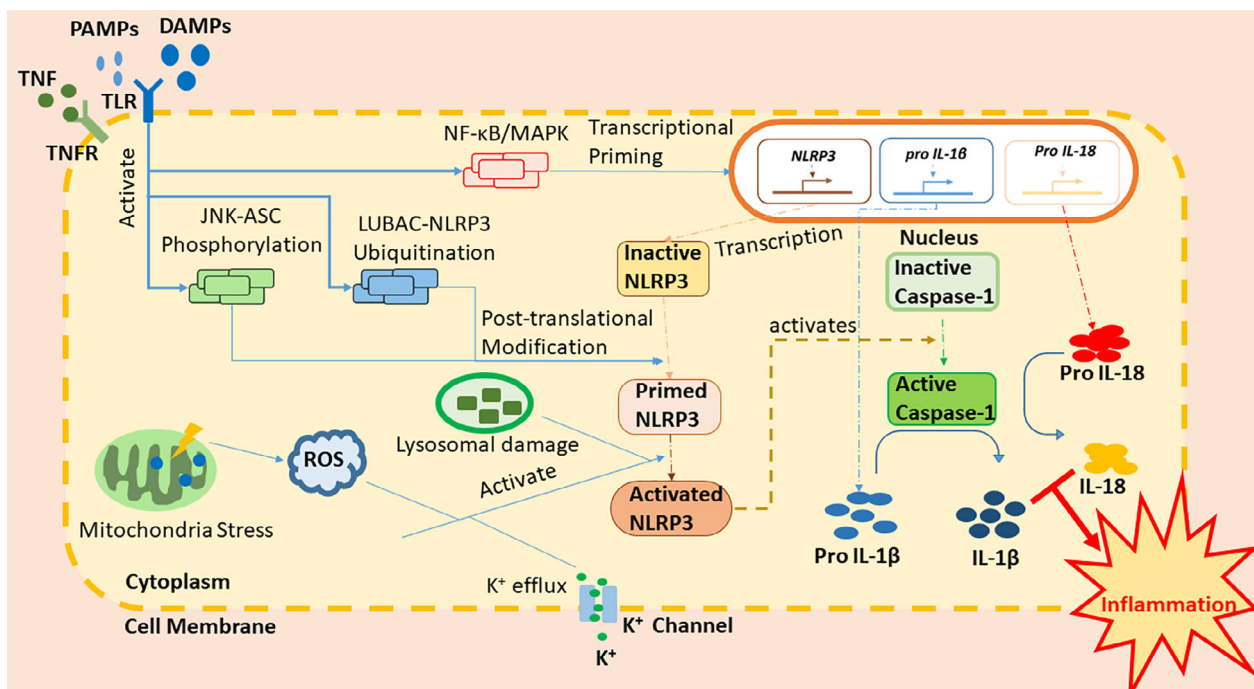 PAMPs
DAMPs
TNF
TLR
TNFR
Activate
NF-κB/MAPK
Transcriptional
Priming
NLRP3
pro IL-1β
Pro IL-18
JNK-ASC
Phosphorylation
LUBAC-NLRP3
Ubiquitination
Transcription
Nucleus
Inactive
NLRP3
Inactive
Caspase-1
Post-translational
Modification
activates
Pro IL-18
Primed
NLRP3
Active
Caspase-1
Lysosomal damage
ROS
Activate
Activated
NLRP3
IL-18
Mitochondria Stress
Pro IL-1β
IL-1β
Cytoplasm
K⁺ efflux
Inflammation
Cell Membrane
K⁺ Channel
K⁺